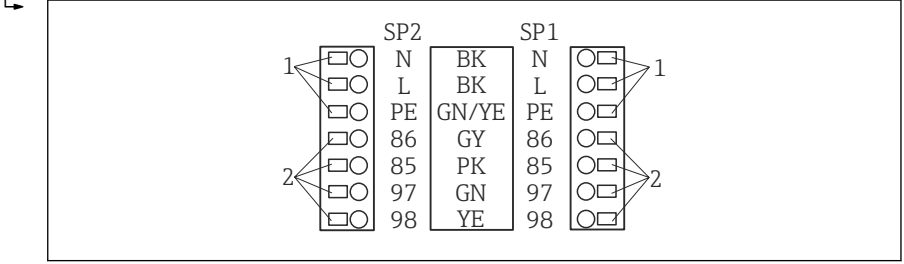 SP2 SP1
N BK N
1 L BK L 1
PE GN/YE PE
86 GY 86
2 85 PK 85 2
97 GN 97
98 YE 98